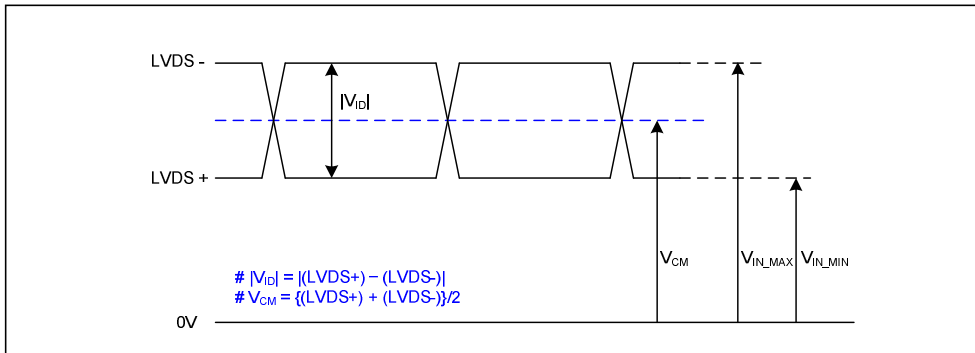 LVDS -
|VID|
LVDS +
VCM
VIN_MAX
VIN_MIN
# |VID| = |(LVDS+) – (LVDS-)|
# VCM = {(LVDS+) + (LVDS-)}/2
0V